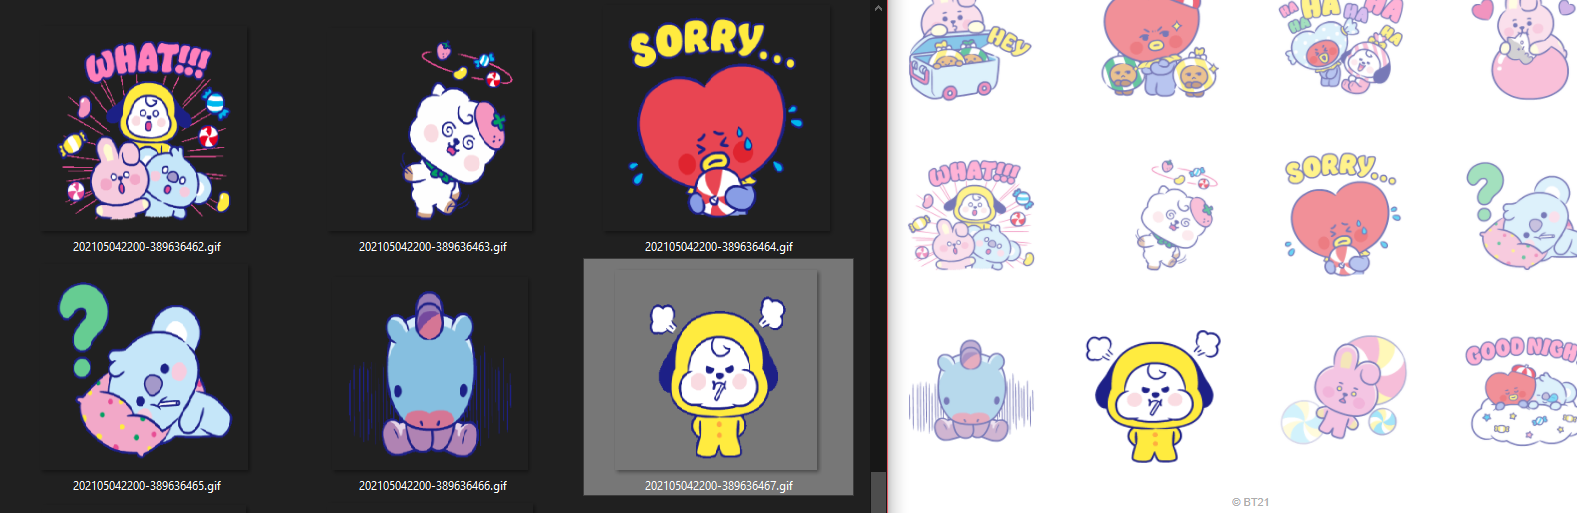 WHAT!!!
SORRY...
202105042200-389636462.gif
202105042200-389636463.gif
202105042200-389636464.gif
?
202105042200-389636465.gif
202105042200-389636466.gif
202105042200-389636467.gif
HEY
HA HA HA HA
HA HA
WHAT!!!
SORRY...
?
GOOD NIGH
© BT21